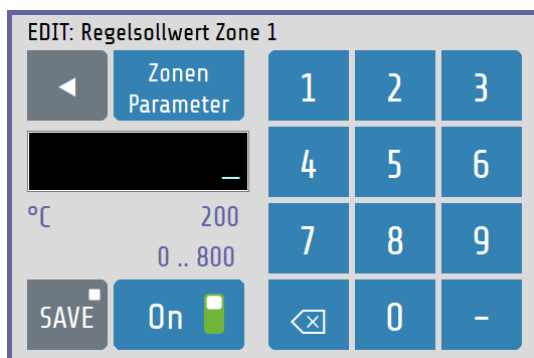 EDIT: Regelsollwert Zone 1
◄ Zonen Parameter 1 2 3
_ 4 5 6
°C 200
0 .. 800 7 8 9
SAVE On ⌫ 0 -